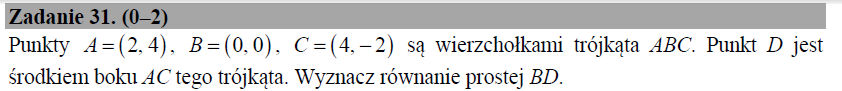 Zadanie 31. (0–2)
Punkty A = (2, 4), B = (0, 0), C = (4, − 2) są wierzchołkami trójkąta ABC. Punkt D jest
środkiem boku AC tego trójkąta. Wyznacz równanie prostej BD.